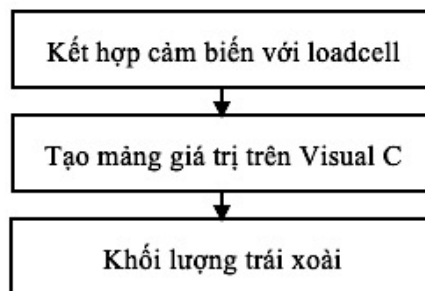 Kết hợp cảm biến với loadcell
Tạo mảng giá trị trên Visual C
Khối lượng trái xoài